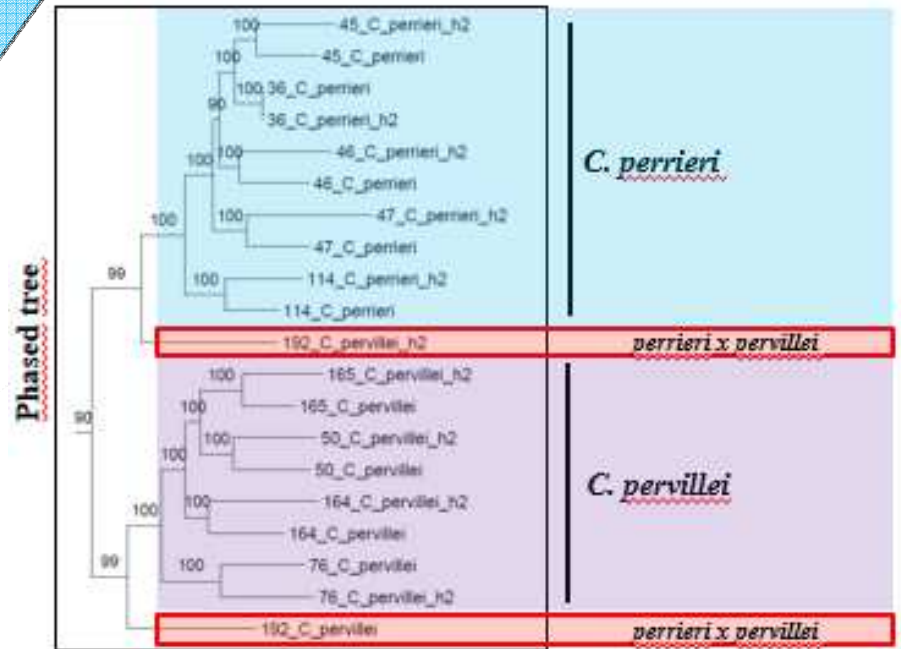 Phased tree
45_C_perrieri_h2
100
45_C_perrieri
100
100
36_C_perrieri
36_C_perrieri_h2
90
46_C_perrieri_h2
100
46_C_perrieri
100
47_C_perrieri_h2
100
47_C_perrieri
100
114_C_perrieri_h2
100
114_C_perrieri
99
C. perrieri
192_C_pervillei_h2
perrieri x pervillei
165_C_pervillei_h2
100
165_C_pervillei
100
50_C_pervillei_h2
100
50_C_pervillei
90
164_C_pervillei_h2
100
164_C_pervillei
100
76_C_pervillei
100
76_C_pervillei_h2
99
C. pervillei
192_C_pervillei
perrieri x pervillei